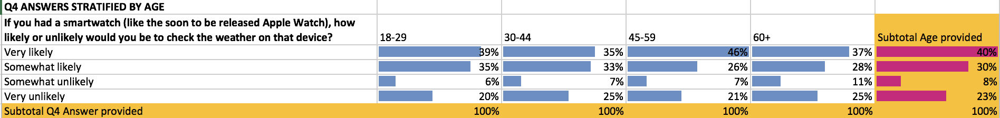 Q4 ANSWERS STRATIFIED BY AGE
If you had a smartwatch (like the soon to be released Apple Watch), how
likely or unlikely would you be to check the weather on that device? 18-29 30-44 45-59 60+ Subtotal Age provided
Very likely 39% 35% 46% 37% 40%
Somewhat likely 35% 33% 26% 28% 30%
Somewhat unlikely 6% 7% 7% 11% 8%
Very unlikely 20% 25% 21% 25% 23%
Subtotal Q4 Answer provided 100% 100% 100% 100% 100%